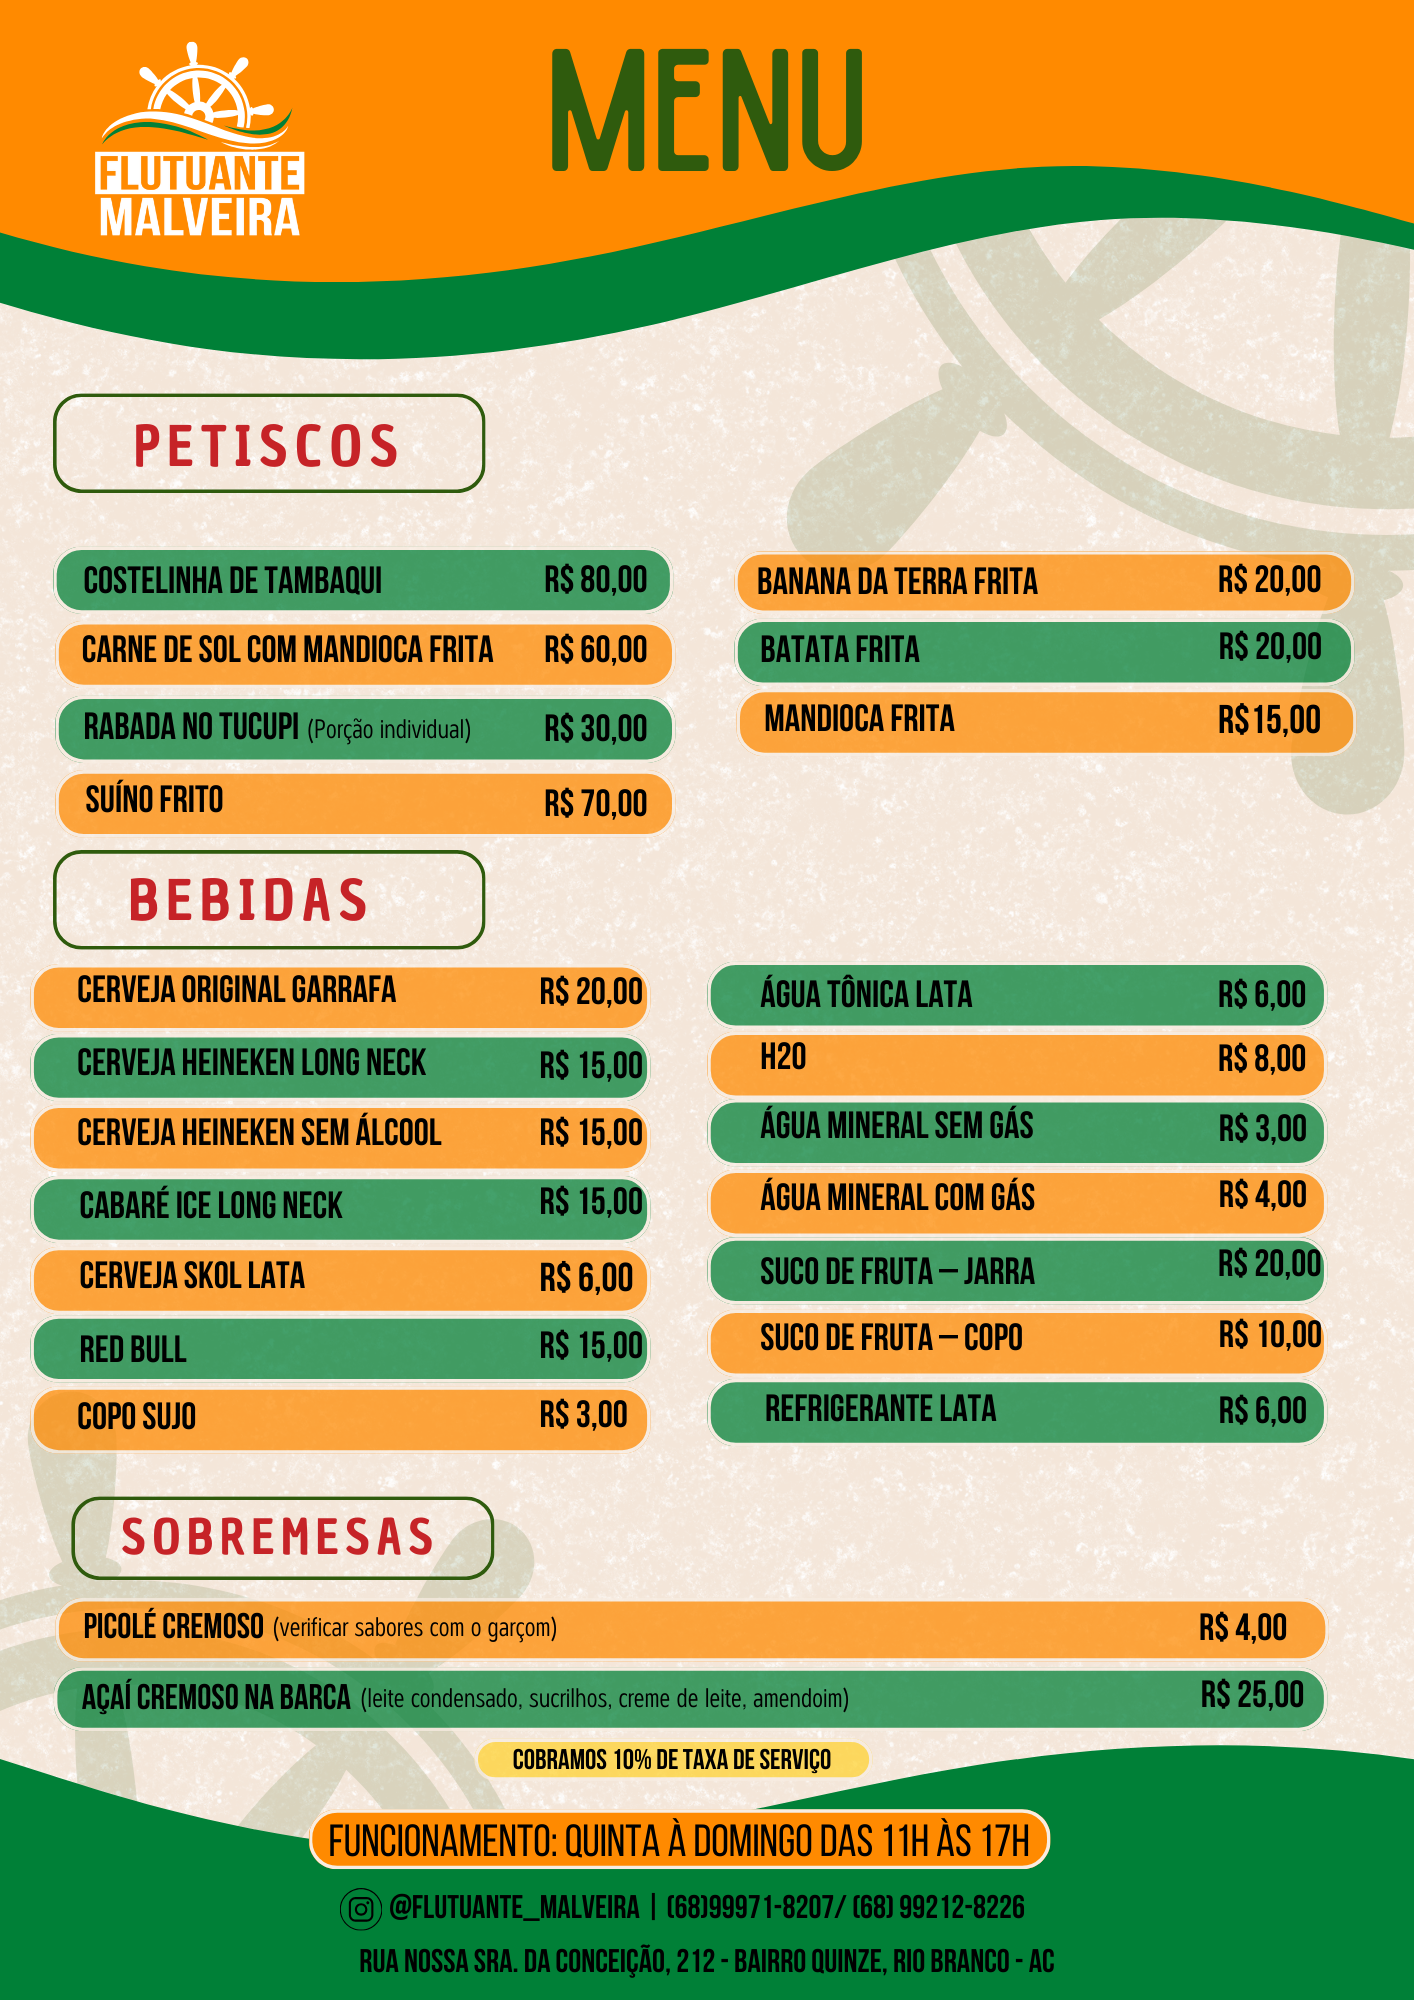 MENU
FLUTUANTE
MALVEIRA
PETISCOS
COSTELINHA DE TAMBAQUI R$ 80,00
CARNE DE SOL COM MANDIOCA FRITA R$ 60,00
RABADA NO TUCUPI (Porção individual) R$ 30,00
SUÍNO FRITO R$ 70,00
BANANA DA TERRA FRITA R$ 20,00
BATATA FRITA R$ 20,00
MANDIOCA FRITA R$15,00
BEBIDAS
CERVEJA ORIGINAL GARRAFA R$ 20,00
CERVEJA HEINEKEN LONG NECK R$ 15,00
CERVEJA HEINEKEN SEM ÁLCOOL R$ 15,00
CABARÉ ICE LONG NECK R$ 15,00
CERVEJA SKOL LATA R$ 6,00
RED BULL R$ 15,00
COPO SUJO R$ 3,00
ÁGUA TÔNICA LATA R$ 6,00
H2O R$ 8,00
ÁGUA MINERAL SEM GÁS R$ 3,00
ÁGUA MINERAL COM GÁS R$ 4,00
SUCO DE FRUTA – JARRA R$ 20,00
SUCO DE FRUTA – COPO R$ 10,00
REFRIGERANTE LATA R$ 6,00
SOBREMESAS
PICOLÉ CREMOSO (verificar sabores com o garçom) R$ 4,00
AÇAÍ CREMOSO NA BARCA (leite condensado, sucrilhos, creme de leite, amendoim) R$ 25,00
COBRAMOS 10% DE TAXA DE SERVIÇO
FUNCIONAMENTO: QUINTA À DOMINGO DAS 11H ÀS 17H
@FLUTUANTE_MALVEIRA | (68)99971-8207/ (68) 99212-8226
RUA NOSSA SRA. DA CONCEIÇÃO, 212 - BAIRRO QUINZE, RIO BRANCO - AC